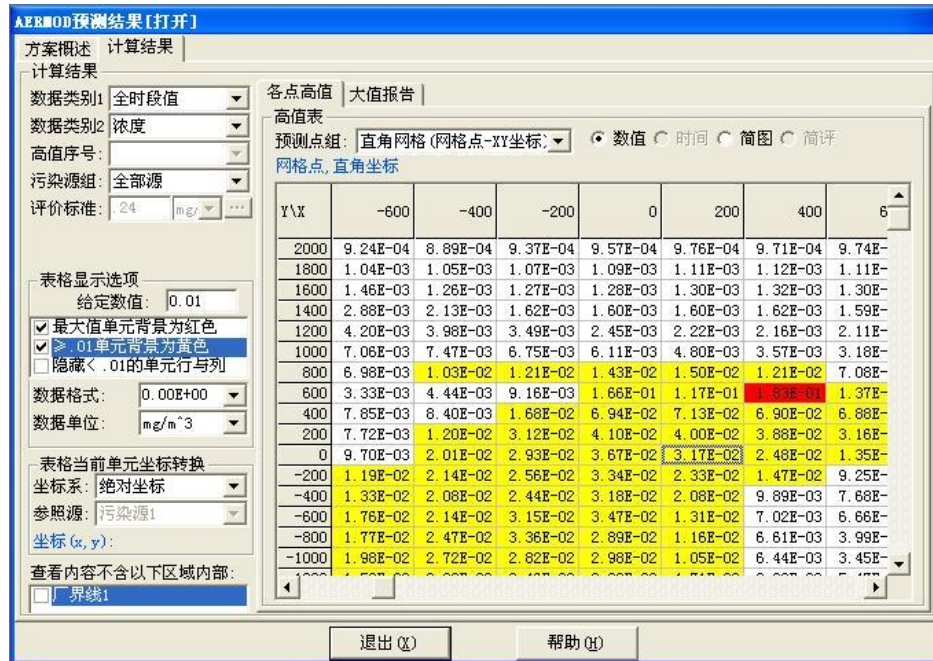 AERMOD预测结果[打开]
方案概述 计算结果
计算结果
数据类别1 全时段值
数据类别2 浓度
高值序号:
污染源组: 全部源
评价标准: .24 mg/ ...
表格显示选项
给定数值: 0.01
最大值单元背景为红色
≥.01单元背景为黄色
隐藏< .01的单元行与列
数据格式: 0.00E+00
数据单位: mg/m^3
表格当前单元坐标转换
坐标系: 绝对坐标
参照源: 污染源1
坐标(x, y):
查看内容不含以下区域内部:
厂界线1
各点高值 大值报告
高值表
预测点组: 直角网格(网格点-XY坐标) 数值 时间 简图 简评
网格点, 直角坐标
Y\X -600 -400 -200 0 200 400 6
2000 9.24E-04 8.89E-04 9.37E-04 9.57E-04 9.76E-04 9.71E-04 9.74E-
1800 1.04E-03 1.05E-03 1.07E-03 1.09E-03 1.11E-03 1.12E-03 1.11E-
1600 1.46E-03 1.26E-03 1.27E-03 1.28E-03 1.30E-03 1.32E-03 1.30E-
1400 2.88E-03 2.13E-03 1.62E-03 1.60E-03 1.60E-03 1.62E-03 1.59E-
1200 4.20E-03 3.98E-03 3.49E-03 2.45E-03 2.22E-03 2.16E-03 2.11E-
1000 7.06E-03 7.47E-03 6.75E-03 6.11E-03 4.80E-03 3.57E-03 3.18E-
800 6.98E-03 1.03E-02 1.21E-02 1.43E-02 1.50E-02 1.21E-02 7.08E-
600 3.33E-03 4.44E-03 9.16E-03 1.66E-01 1.17E-01 1.83E-01 1.37E-
400 7.85E-03 8.40E-03 1.68E-02 6.94E-02 7.13E-02 6.90E-02 6.88E-
200 7.72E-03 1.20E-02 3.12E-02 4.10E-02 4.00E-02 3.88E-02 3.16E-
0 9.70E-03 2.01E-02 2.93E-02 3.67E-02 3.17E-02 2.48E-02 1.35E-
-200 1.19E-02 2.14E-02 2.56E-02 3.34E-02 2.33E-02 1.47E-02 9.25E-
-400 1.33E-02 2.08E-02 2.44E-02 3.18E-02 2.08E-02 9.89E-03 7.68E-
-600 1.76E-02 2.14E-02 3.15E-02 3.47E-02 1.31E-02 7.02E-03 6.66E-
-800 1.77E-02 2.47E-02 3.36E-02 2.89E-02 1.16E-02 6.61E-03 3.99E-
-1000 1.98E-02 2.72E-02 2.82E-02 2.98E-02 1.05E-02 6.44E-03 3.45E-
退出(X) 帮助(H)